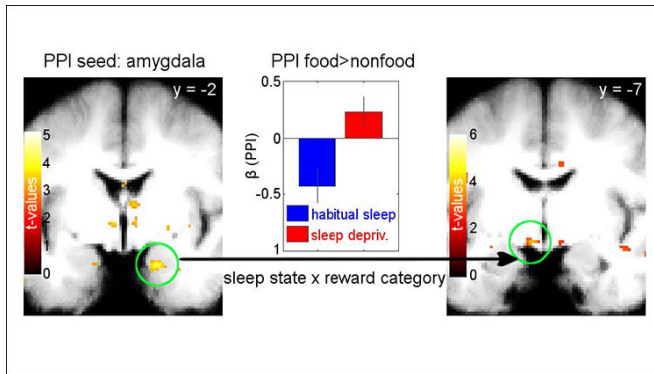 PPI seed: amygdala
PPI food>nonfood
y = -2
5
4
3
2
1
0
t-values
0.5
0
-0.5
1
β (PPI)
habitual sleep
sleep depriv.
y = -7
6
4
2
0
t-values
sleep state x reward category